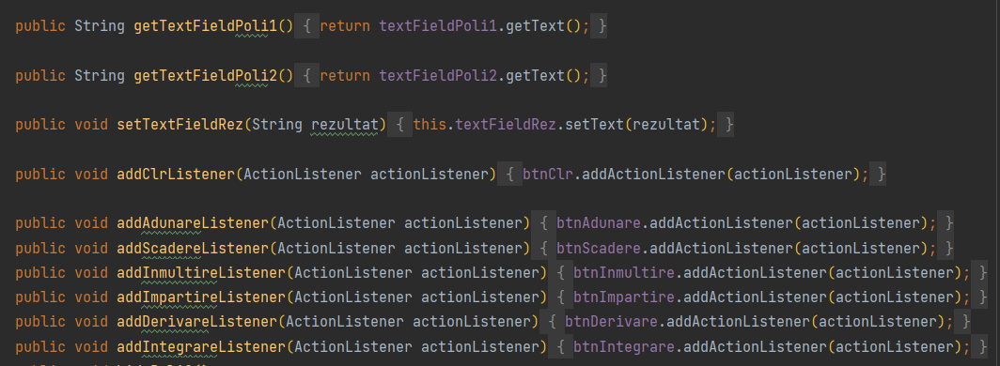 public String getTextFieldPoli1() { return textFieldPoli1.getText(); }
public String getTextFieldPoli2() { return textFieldPoli2.getText(); }
public void setTextFieldRez(String rezultat) { this.textFieldRez.setText(rezultat); }
public void addClrListener(ActionListener actionListener) { btnClr.addActionListener(actionListener); }
public void addAdunareListener(ActionListener actionListener) { btnAdunare.addActionListener(actionListener); }
public void addScadereListener(ActionListener actionListener) { btnScadere.addActionListener(actionListener); }
public void addInmultireListener(ActionListener actionListener) { btnInmultire.addActionListener(actionListener); }
public void addImpartireListener(ActionListener actionListener) { btnImpartire.addActionListener(actionListener); }
public void addDerivareListener(ActionListener actionListener) { btnDerivare.addActionListener(actionListener); }
public void addIntegrareListener(ActionListener actionListener) { btnIntegrare.addActionListener(actionListener); }